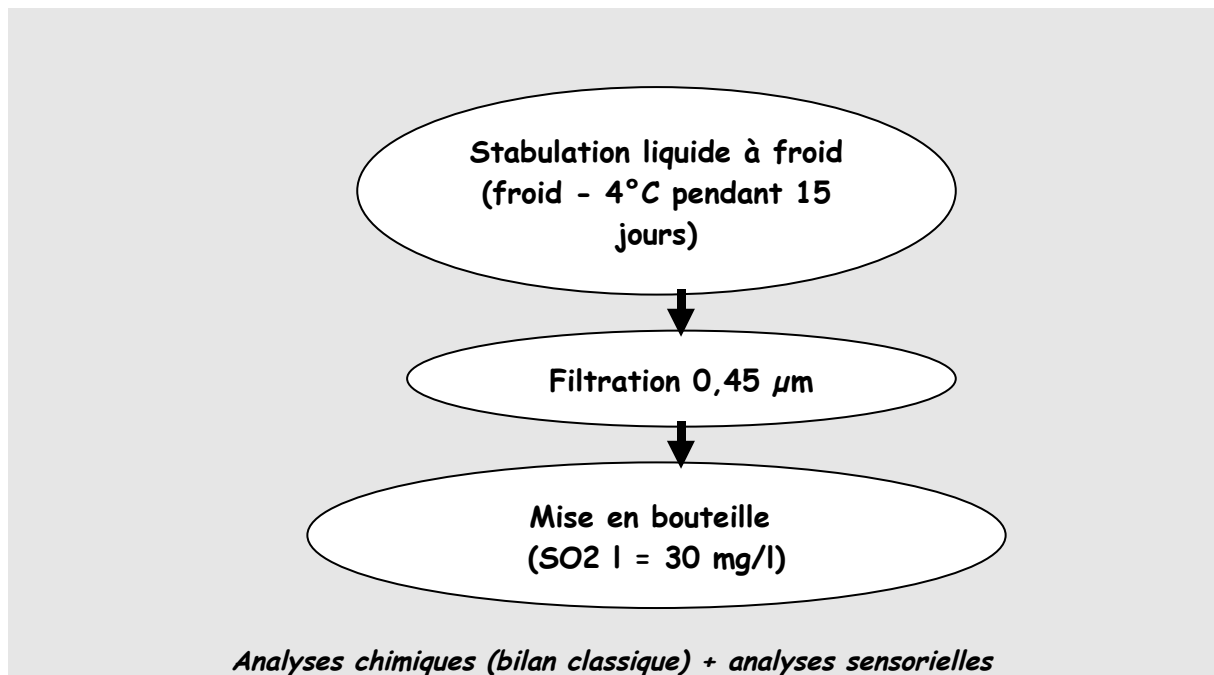 Stabulation liquide à froid
(froid - 4°C pendant 15
jours)
Filtration 0,45 µm
Mise en bouteille
(SO2 l = 30 mg/l)
Analyses chimiques (bilan classique) + analyses sensorielles